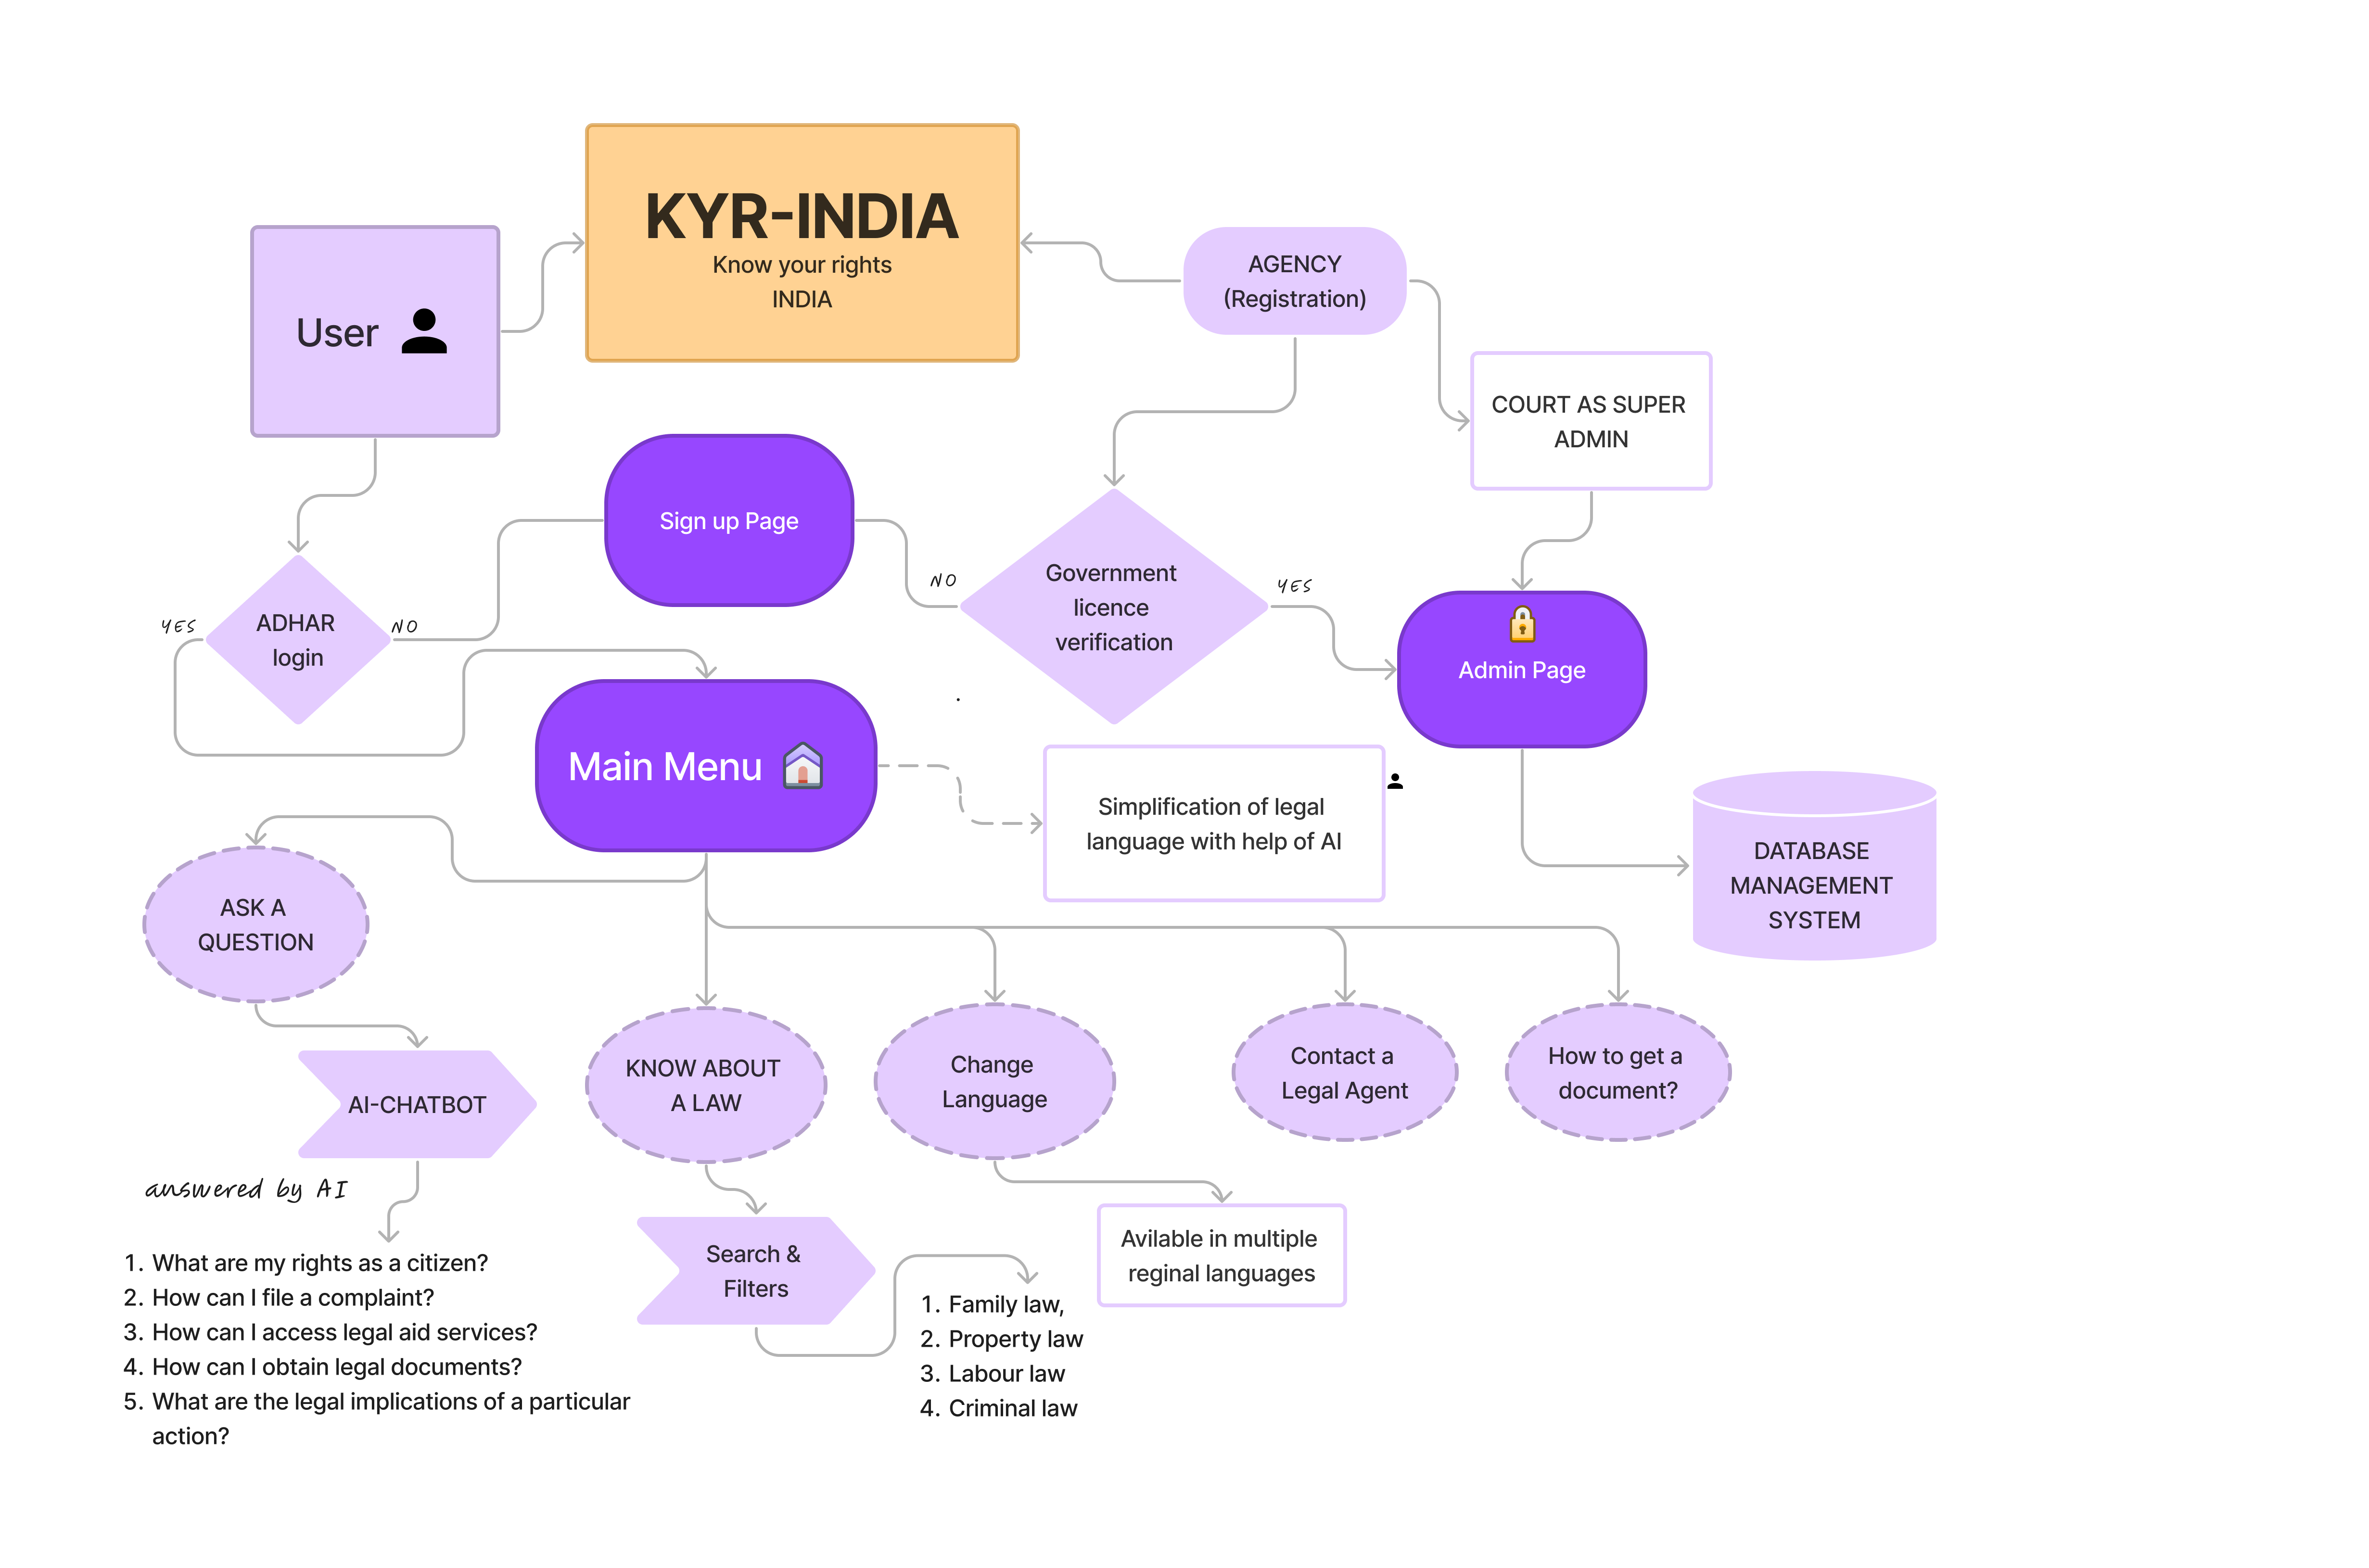 KYR-INDIA
Know your rights
INDIA
User
AGENCY
(Registration)
COURT AS SUPER
ADMIN
Sign up Page
ADHAR
login
YES
NO
Government
licence
verification
NO
YES
Admin Page
Main Menu
Simplification of legal
language with help of AI
DATABASE
MANAGEMENT
SYSTEM
ASK A
QUESTION
AI-CHATBOT
KNOW ABOUT
A LAW
Change
Language
Contact a
Legal Agent
How to get a
document?
answered by AI
1. What are my rights as a citizen?
2. How can I file a complaint?
3. How can I access legal aid services?
4. How can I obtain legal documents?
5. What are the legal implications of a particular
action?
Search &
Filters
1. Family law,
2. Property law
3. Labour law
4. Criminal law
Avilable in multiple
reginal languages